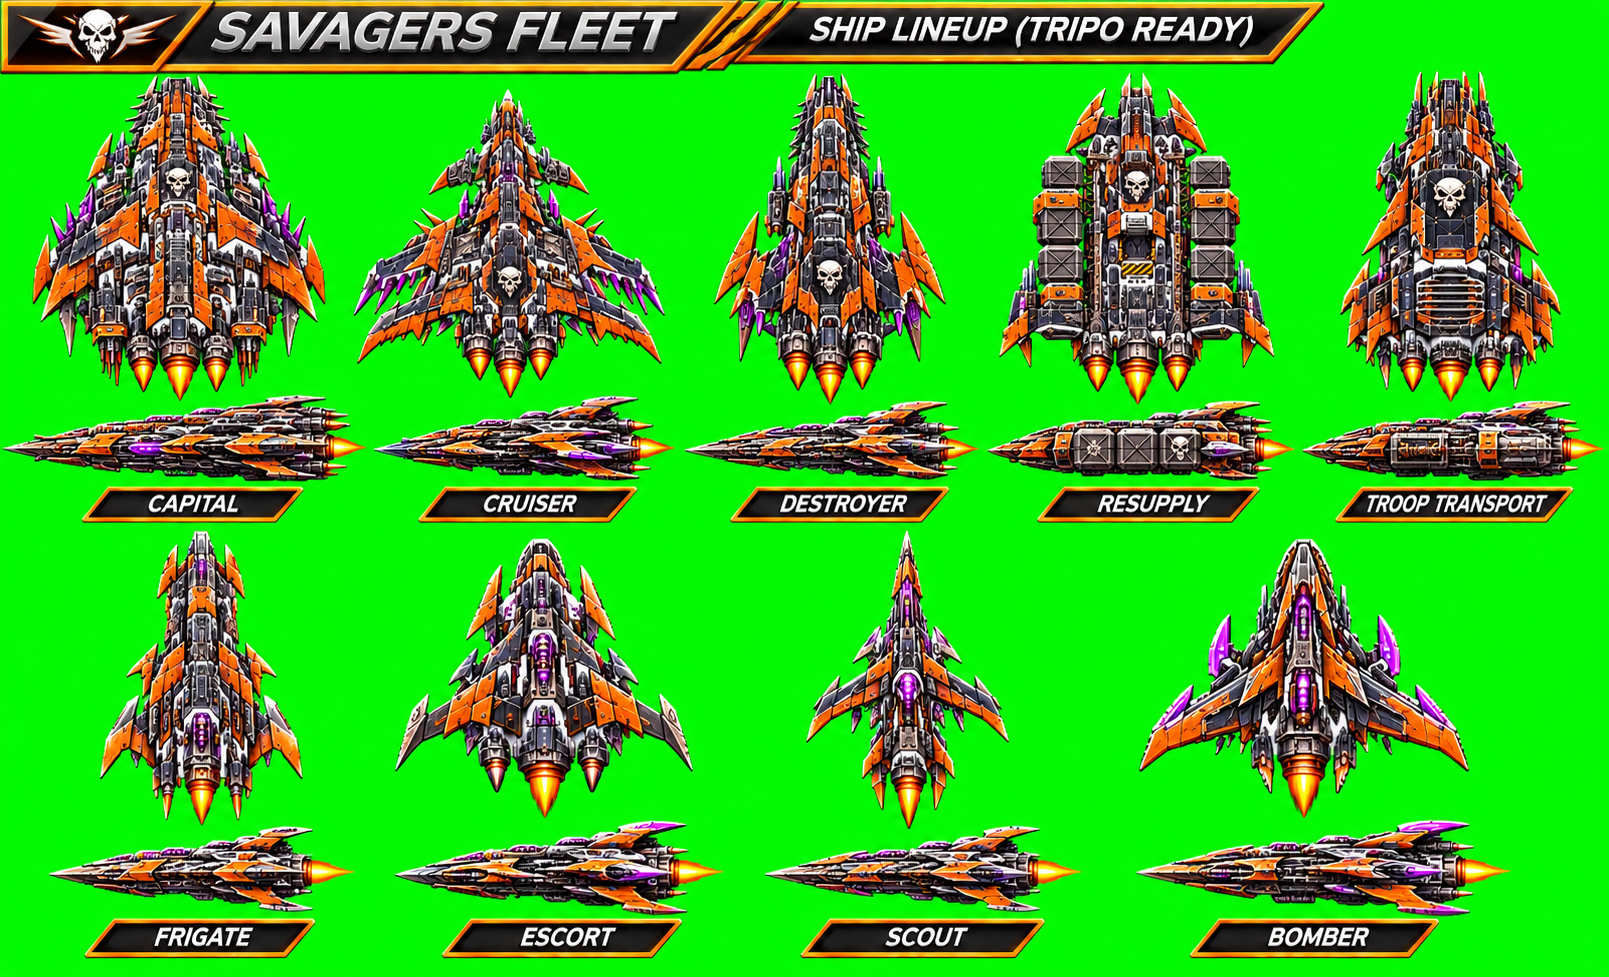 SAVAGERS FLEET
SHIP LINEUP (TRIPO READY)
CAPITAL
CRUISER
DESTROYER
RESUPPLY
TROOP TRANSPORT
FRIGATE
ESCORT
SCOUT
BOMBER